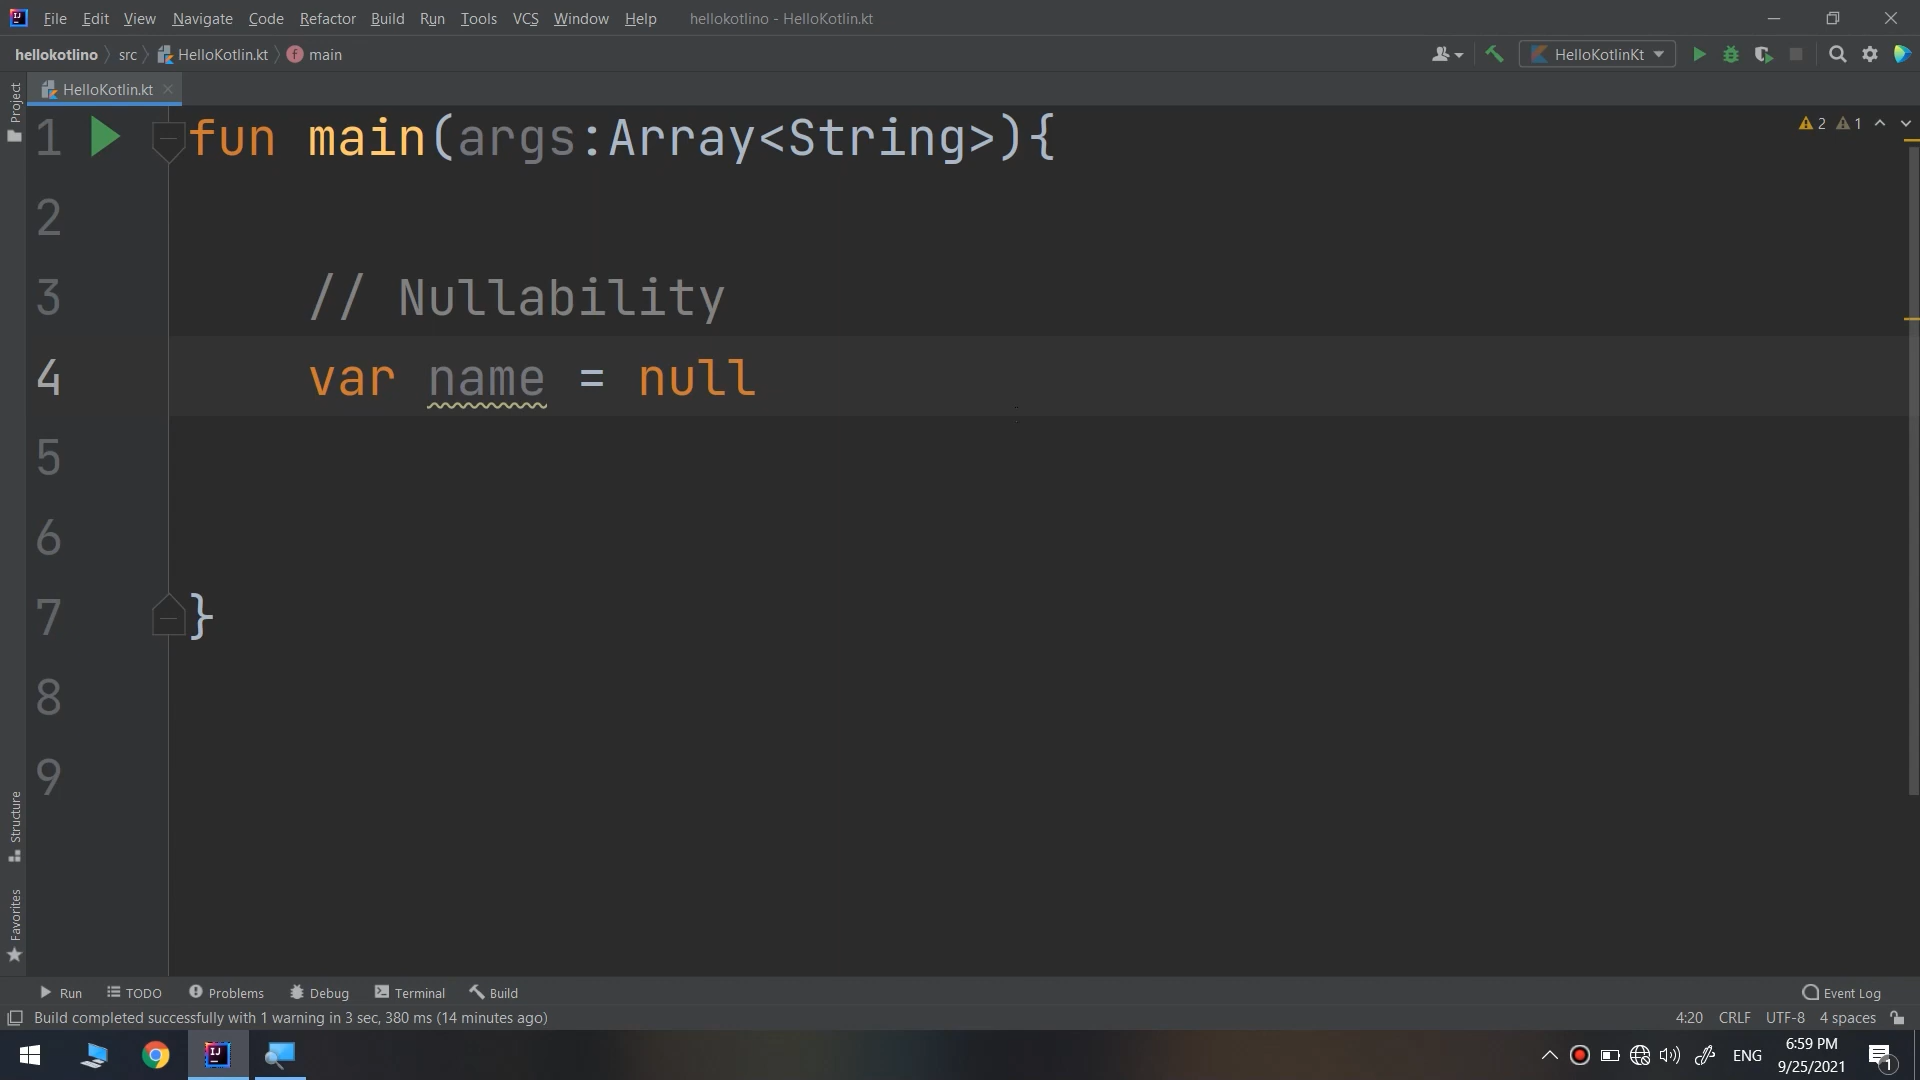 File Edit View Navigate Code Refactor Build Run Tools VCS Window Help hellokotlino - HelloKotlin.kt
hellokotlino src HelloKotlin.kt f main HelloKotlinKt
Project
HelloKotlin.kt
1 fun main(args:Array<String>){
2 1
2
3 // Nullability
4 var name = null
5
6
7 }
8
9
Structure
Favorites
Run TODO Problems Debug Terminal Build Event Log
Build completed successfully with 1 warning in 3 sec, 380 ms (14 minutes ago) 4:20 CRLF UTF-8 4 spaces
ENG 6:59 PM
9/25/2021
1